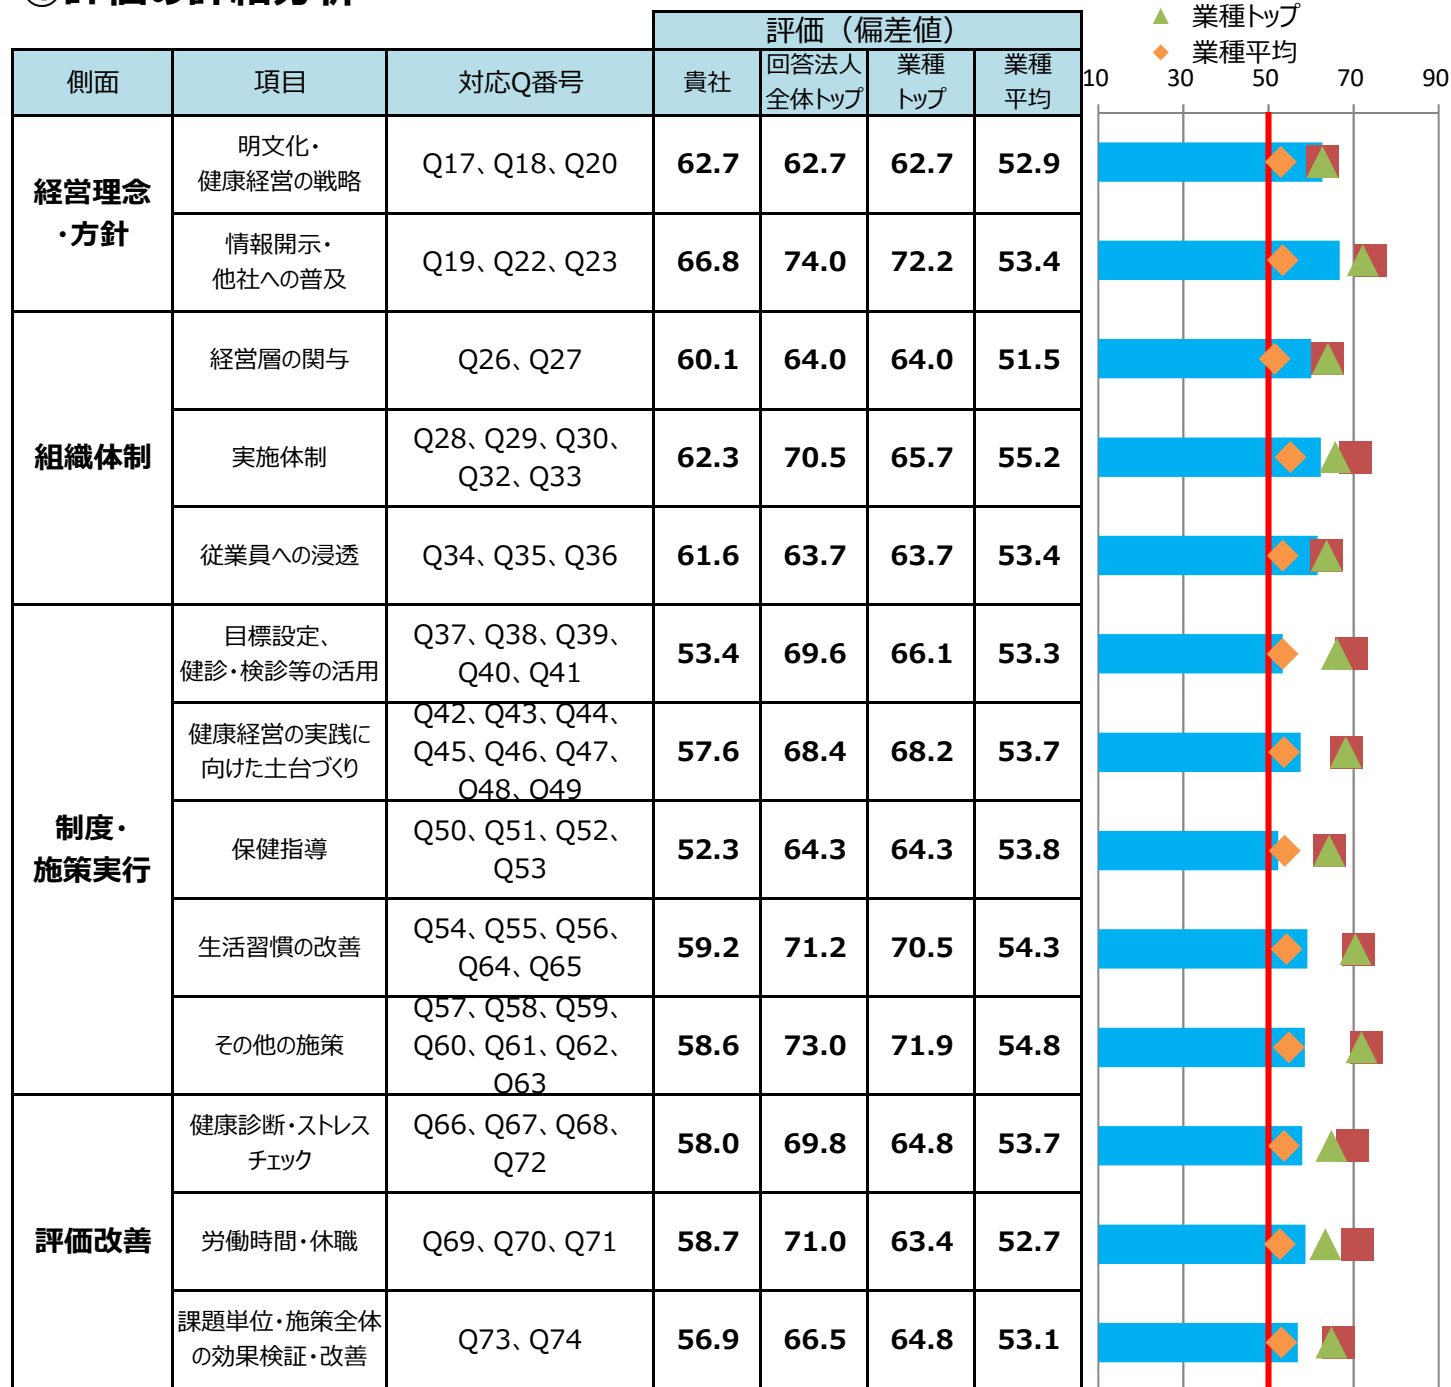 評価（偏差値）
側面 項目 対応Q番号 貴社 回答法人 全体トップ 業種 トップ 業種 平均
▲ 業種トップ
◆ 業種平均
10 30 50 70 90
経営理念
・方針
明文化・
健康経営の戦略
Q17、Q18、Q20 62.7 62.7 62.7 52.9
情報開示・
他社への普及
Q19、Q22、Q23 66.8 74.0 72.2 53.4
組織体制
経営層の関与 Q26、Q27 60.1 64.0 64.0 51.5
実施体制
Q28、Q29、Q30、
Q32、Q33
62.3 70.5 65.7 55.2
従業員への浸透 Q34、Q35、Q36 61.6 63.7 63.7 53.4
制度・
施策実行
目標設定、
健診・検診等の活用
Q37、Q38、Q39、
Q40、Q41
53.4 69.6 66.1 53.3
健康経営の実践に
向けた土台づくり
Q42、Q43、Q44、
Q45、Q46、Q47、
Q48、Q49
57.6 68.4 68.2 53.7
保健指導
Q50、Q51、Q52、
Q53
52.3 64.3 64.3 53.8
生活習慣の改善
Q54、Q55、Q56、
Q64、Q65
59.2 71.2 70.5 54.3
その他の施策
Q57、Q58、Q59、
Q60、Q61、Q62、
Q63
58.6 73.0 71.9 54.8
評価改善
健康診断・ストレス
チェック
Q66、Q67、Q68、
Q72
58.0 69.8 64.8 53.7
労働時間・休職 Q69、Q70、Q71 58.7 71.0 63.4 52.7
課題単位・施策全体
の効果検証・改善
Q73、Q74 56.9 66.5 64.8 53.1